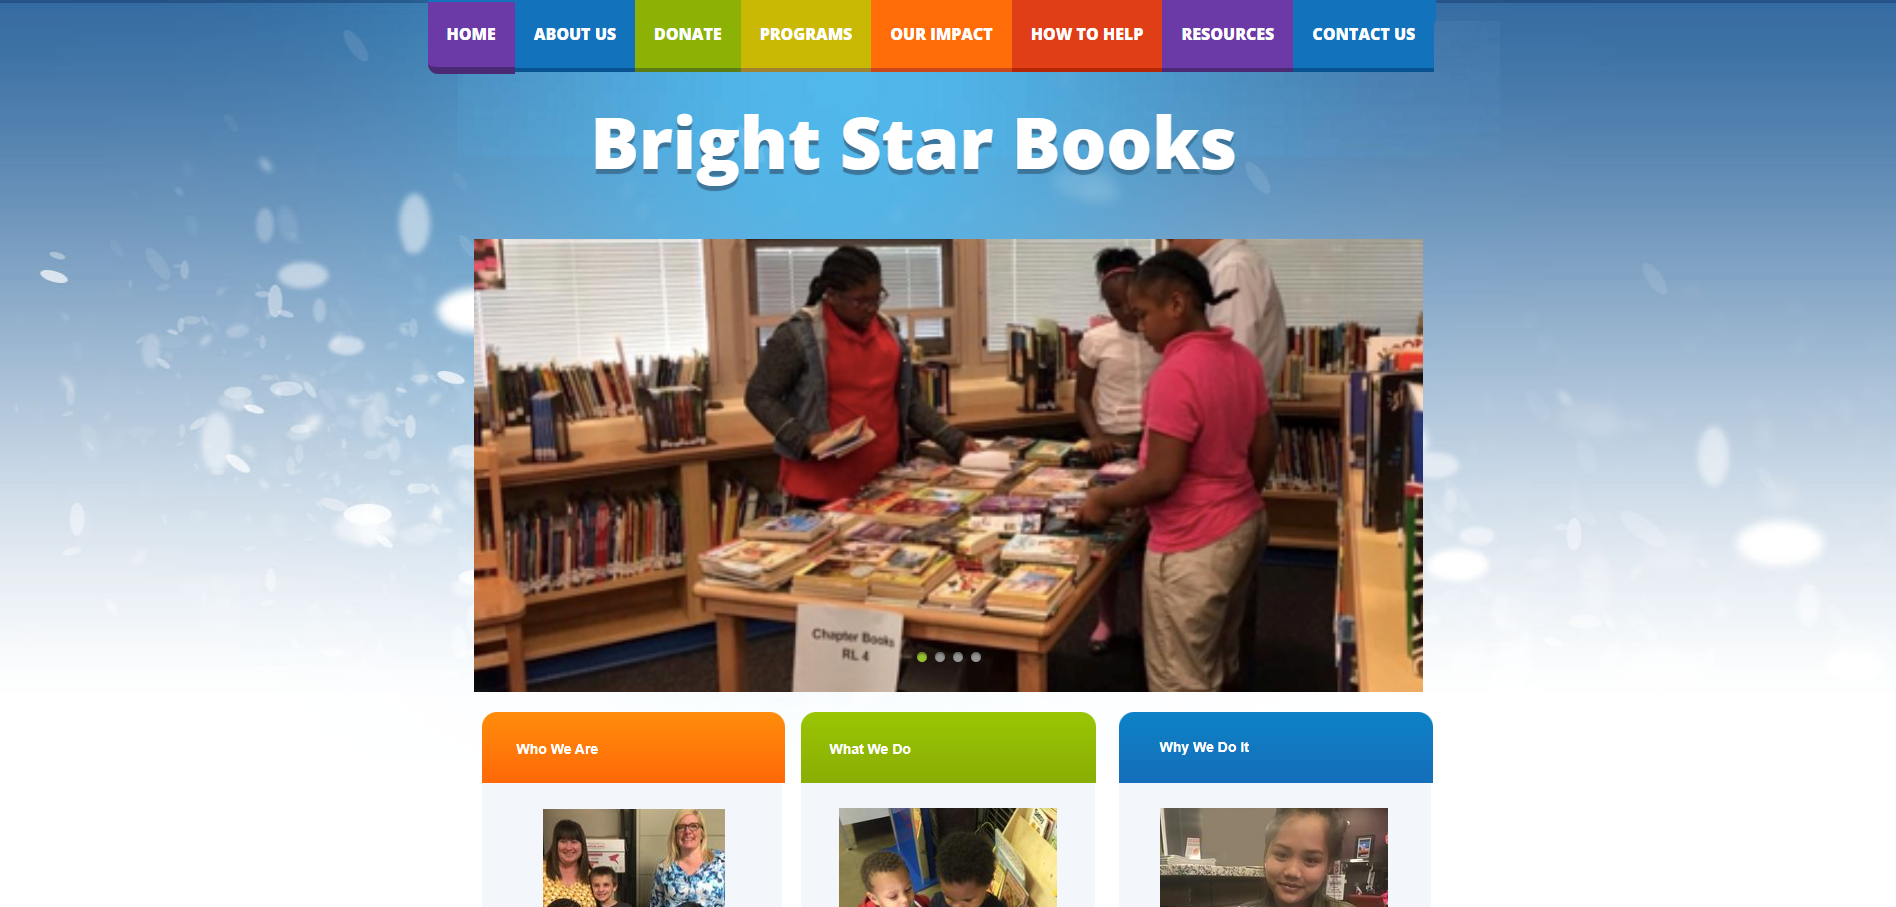 HOME ABOUT US DONATE PROGRAMS OUR IMPACT HOW TO HELP RESOURCES CONTACT US
Bright Star Books
Chapter Books
RL 4
Who We Are What We Do Why We Do It